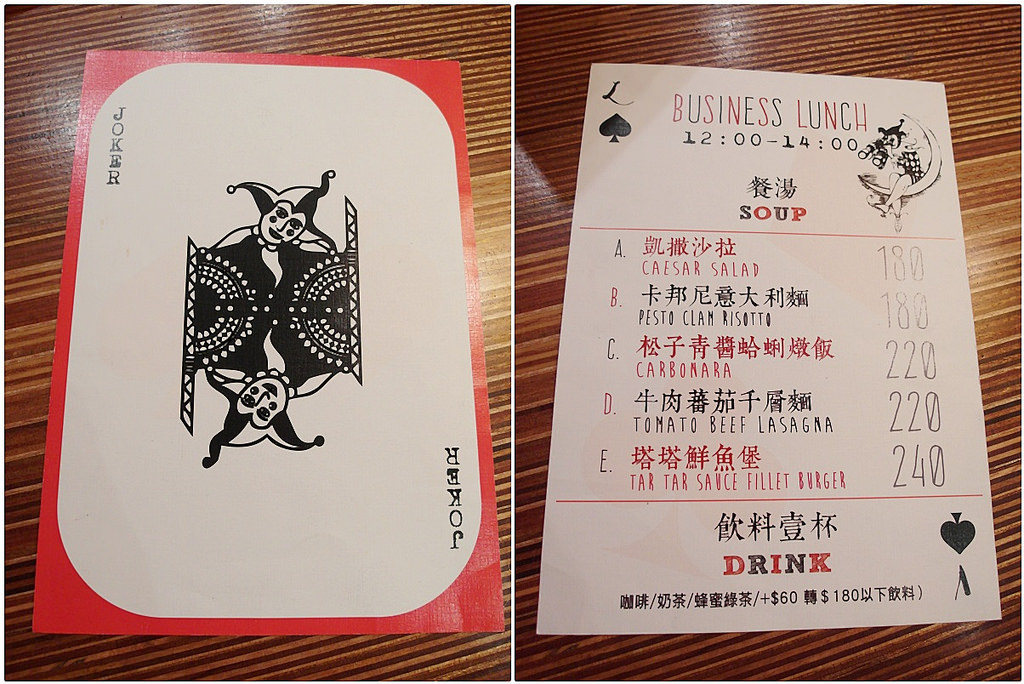 JOKER
JOKER
L
BUSINESS LUNCH
12:00-14:00
餐湯
SOUP
A. 凱撒沙拉 180
CAESAR SALAD
B. 卡邦尼意大利麵 180
PESTO CLAM RISOTTO
C. 松子青醬蛤蜊燉飯 220
CARBONARA
D. 牛肉蕃茄千層麵 220
TOMATO BEEF LASAGNA
E. 塔塔鮮魚堡 240
TAR TAR SAUCE FILLET BURGER
飲料壹杯
DRINK
咖啡/奶茶/蜂蜜綠茶/+$60 轉$180以下飲料)
L